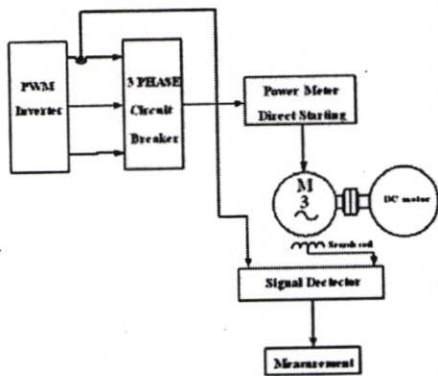 PWM
Inverter
3 PHASE
Circuit
Breaker
Power Meter
Direct Starting
M
3
DC motor
Search coil
Signal Dectector
Measurement